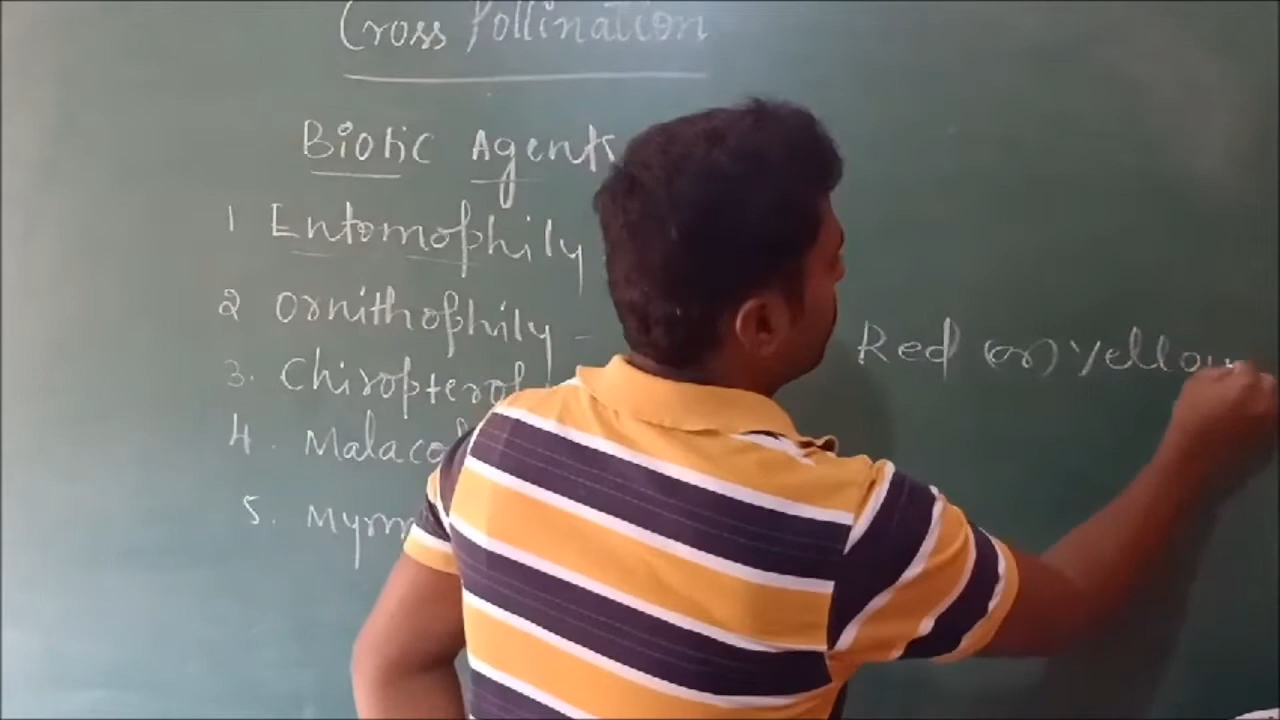 Cross Pollination
Biotic Agents
1 Entomophily
2 Ornithophily - Red (or) Yellow
3. Chiropterop
4. Malaco
5. Myrm